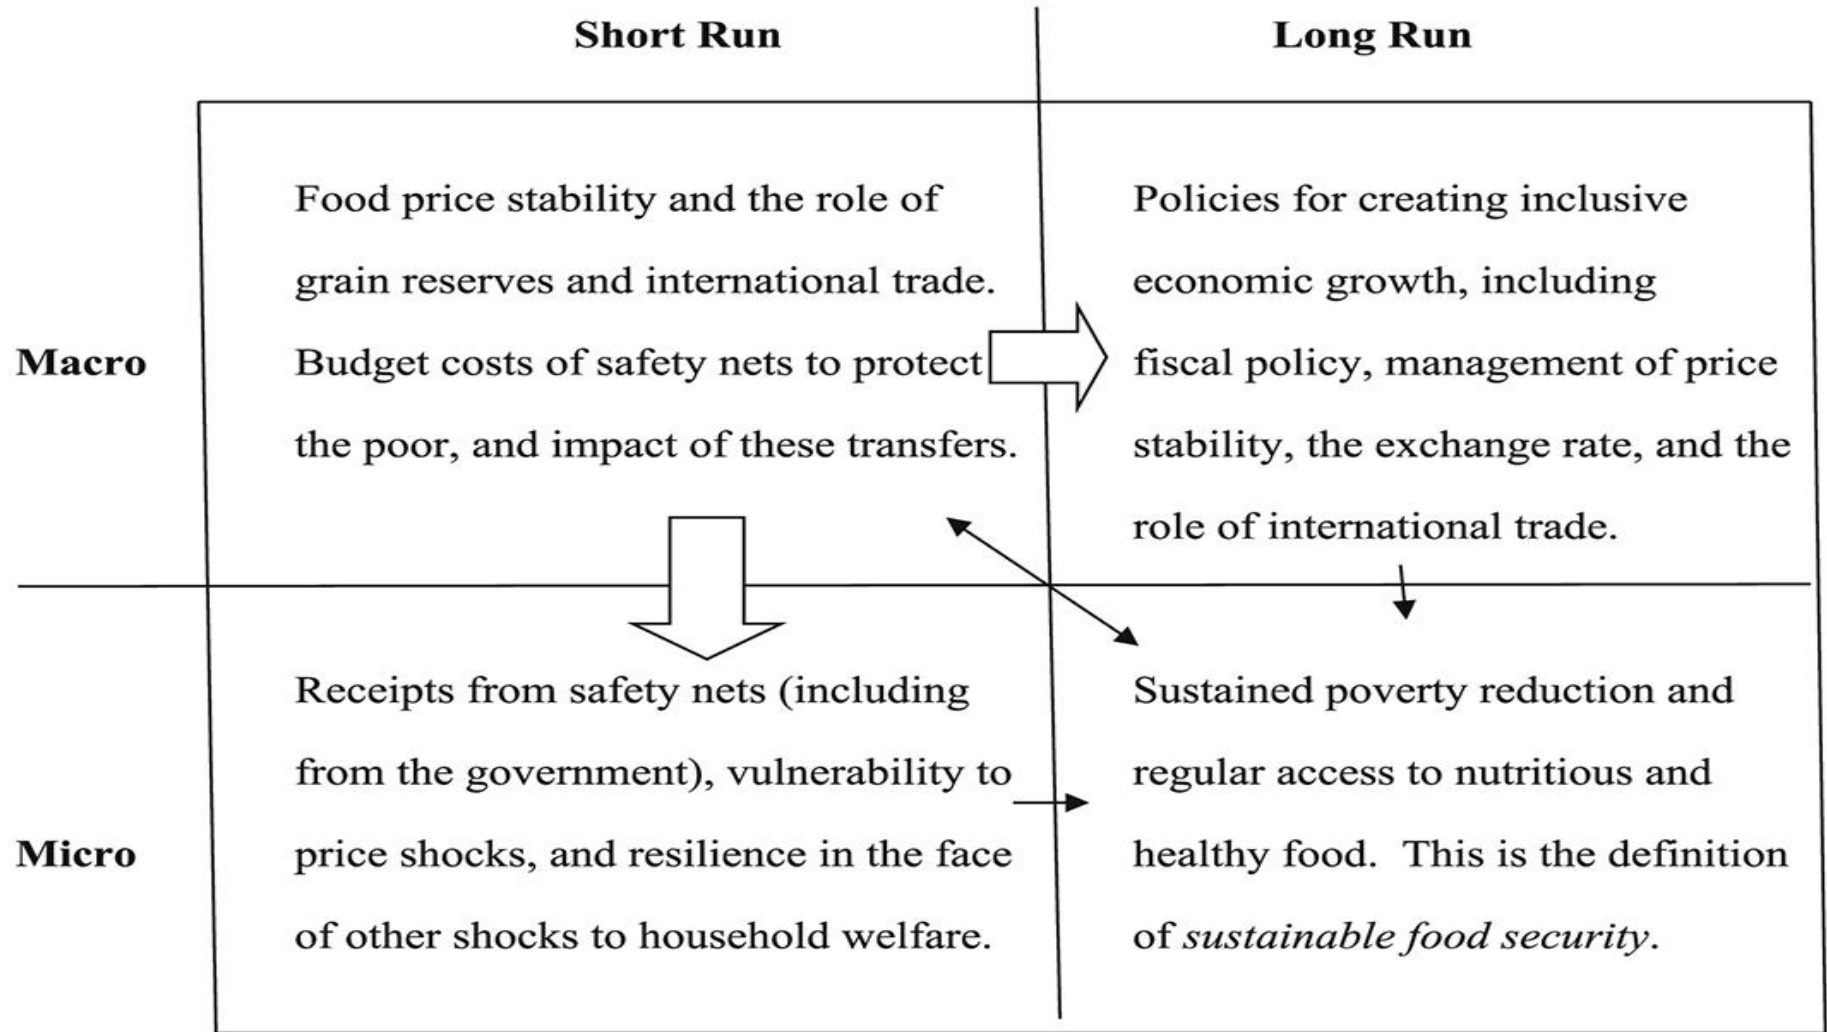 Short Run
Long Run
Food price stability and the role of
grain reserves and international trade.
Macro
Budget costs of safety nets to protect
the poor, and impact of these transfers.
Policies for creating inclusive
economic growth, including
fiscal policy, management of price
stability, the exchange rate, and the
role of international trade.
Receipts from safety nets (including
from the government), vulnerability to
Micro
price shocks, and resilience in the face
of other shocks to household welfare.
Sustained poverty reduction and
regular access to nutritious and
healthy food. This is the definition
of sustainable food security.